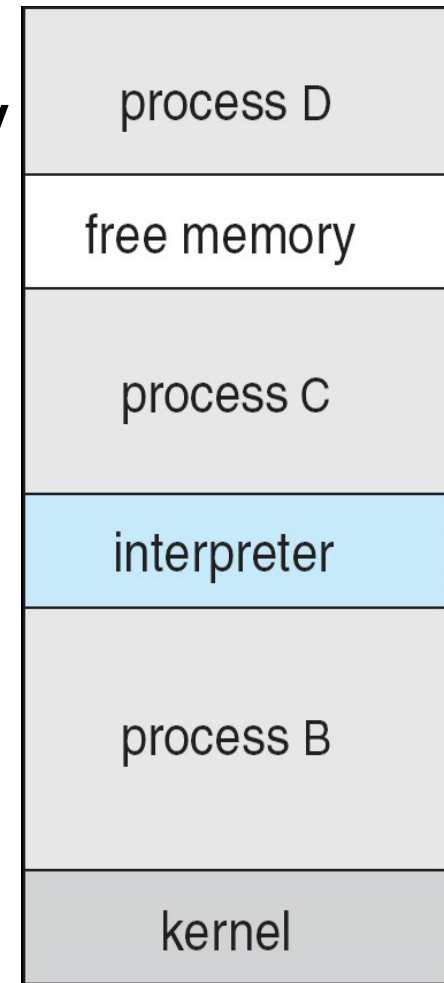 process D
free memory
process C
interpreter
process B
kernel